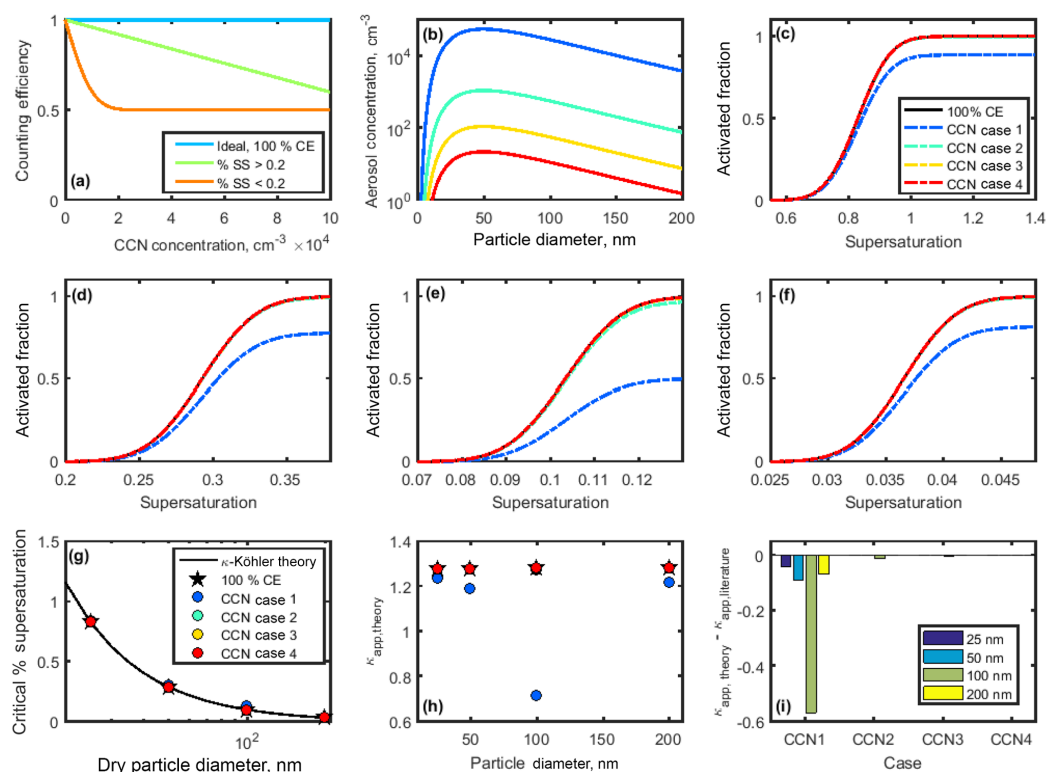 (a)
Counting efficiency
1
0.5
0
Ideal, 100 % CE
% SS > 0.2
% SS < 0.2
0 2 4 6 8 10
CCN concentration, cm⁻³ ×10⁴
(b)
Aerosol concentration, cm⁻³
10⁴
10²
10⁰
0 50 100 150 200
Particle diameter, nm
(c)
Activated fraction
1
0.5
0
100% CE
CCN case 1
CCN case 2
CCN case 3
CCN case 4
0.6 0.8 1 1.2 1.4
Supersaturation
(d)
Activated fraction
1
0.5
0
0.2 0.25 0.3 0.35
Supersaturation
(e)
Activated fraction
1
0.5
0
0.07 0.08 0.09 0.1 0.11 0.12
Supersaturation
(f)
Activated fraction
1
0.5
0
0.025 0.03 0.035 0.04 0.045
Supersaturation
(g)
Critical % supersaturation
1.5
1
0.5
0
κ-Köhler theory
100 % CE
CCN case 1
CCN case 2
CCN case 3
CCN case 4
10²
Dry particle diameter, nm
(h)
κapp,theory
1.4
1.2
1
0.8
0.6
50 100 150 200
Particle diameter, nm
(i)
κapp, theory - κapp,literature
0
-0.2
-0.4
-0.6
25 nm
50 nm
100 nm
200 nm
CCN1 CCN2 CCN3 CCN4
Case